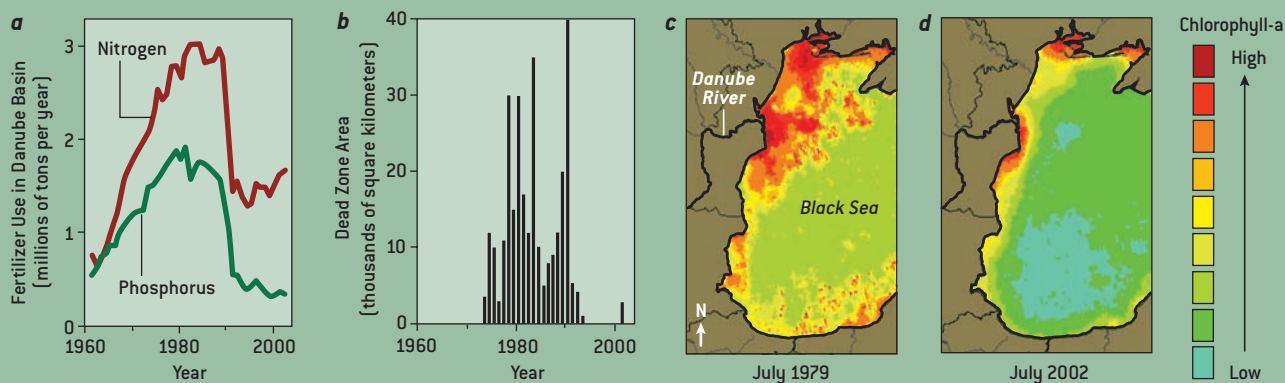 a
Fertilizer Use in Danube Basin
(millions of tons per year)
3
2
1
0
Nitrogen
Phosphorus
1960
1980
2000
Year
b
Dead Zone Area
(thousands of square kilometers)
40
30
20
10
0
1960
1980
2000
Year
c
Danube
River
Black Sea
N
July 1979
d
July 2002
Chlorophyll-a
High
Low